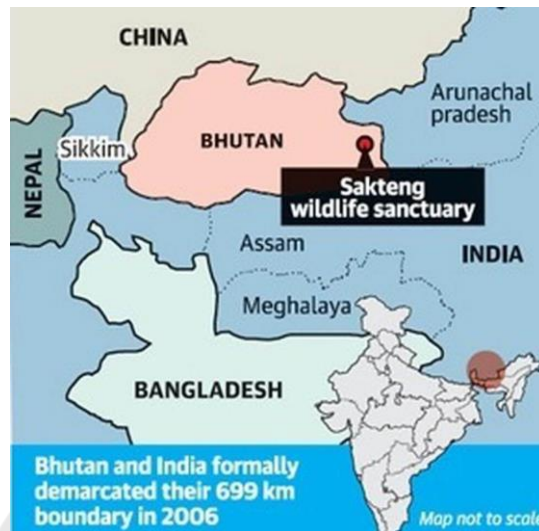 CHINA
Arunachal
pradesh
BHUTAN
Sikkim
NEPAL
Sakteng
wildlife sanctuary
Assam
INDIA
Meghalaya
BANGLADESH
Bhutan and India formally
demarcated their 699 km
boundary in 2006
Map not to scale